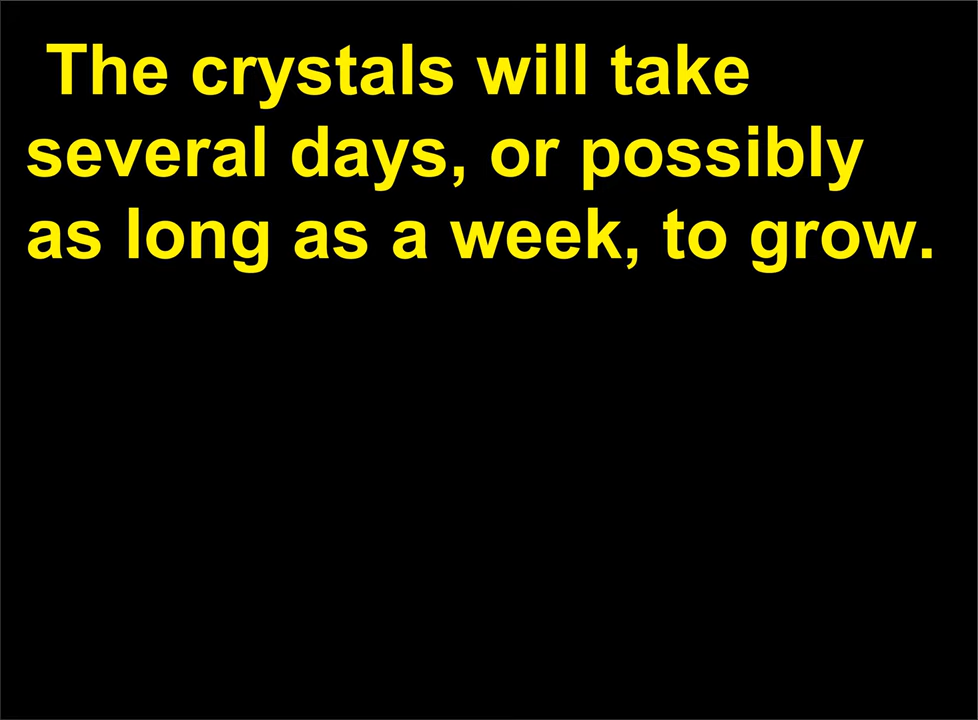 The crystals will take
several days, or possibly
as long as a week, to grow.